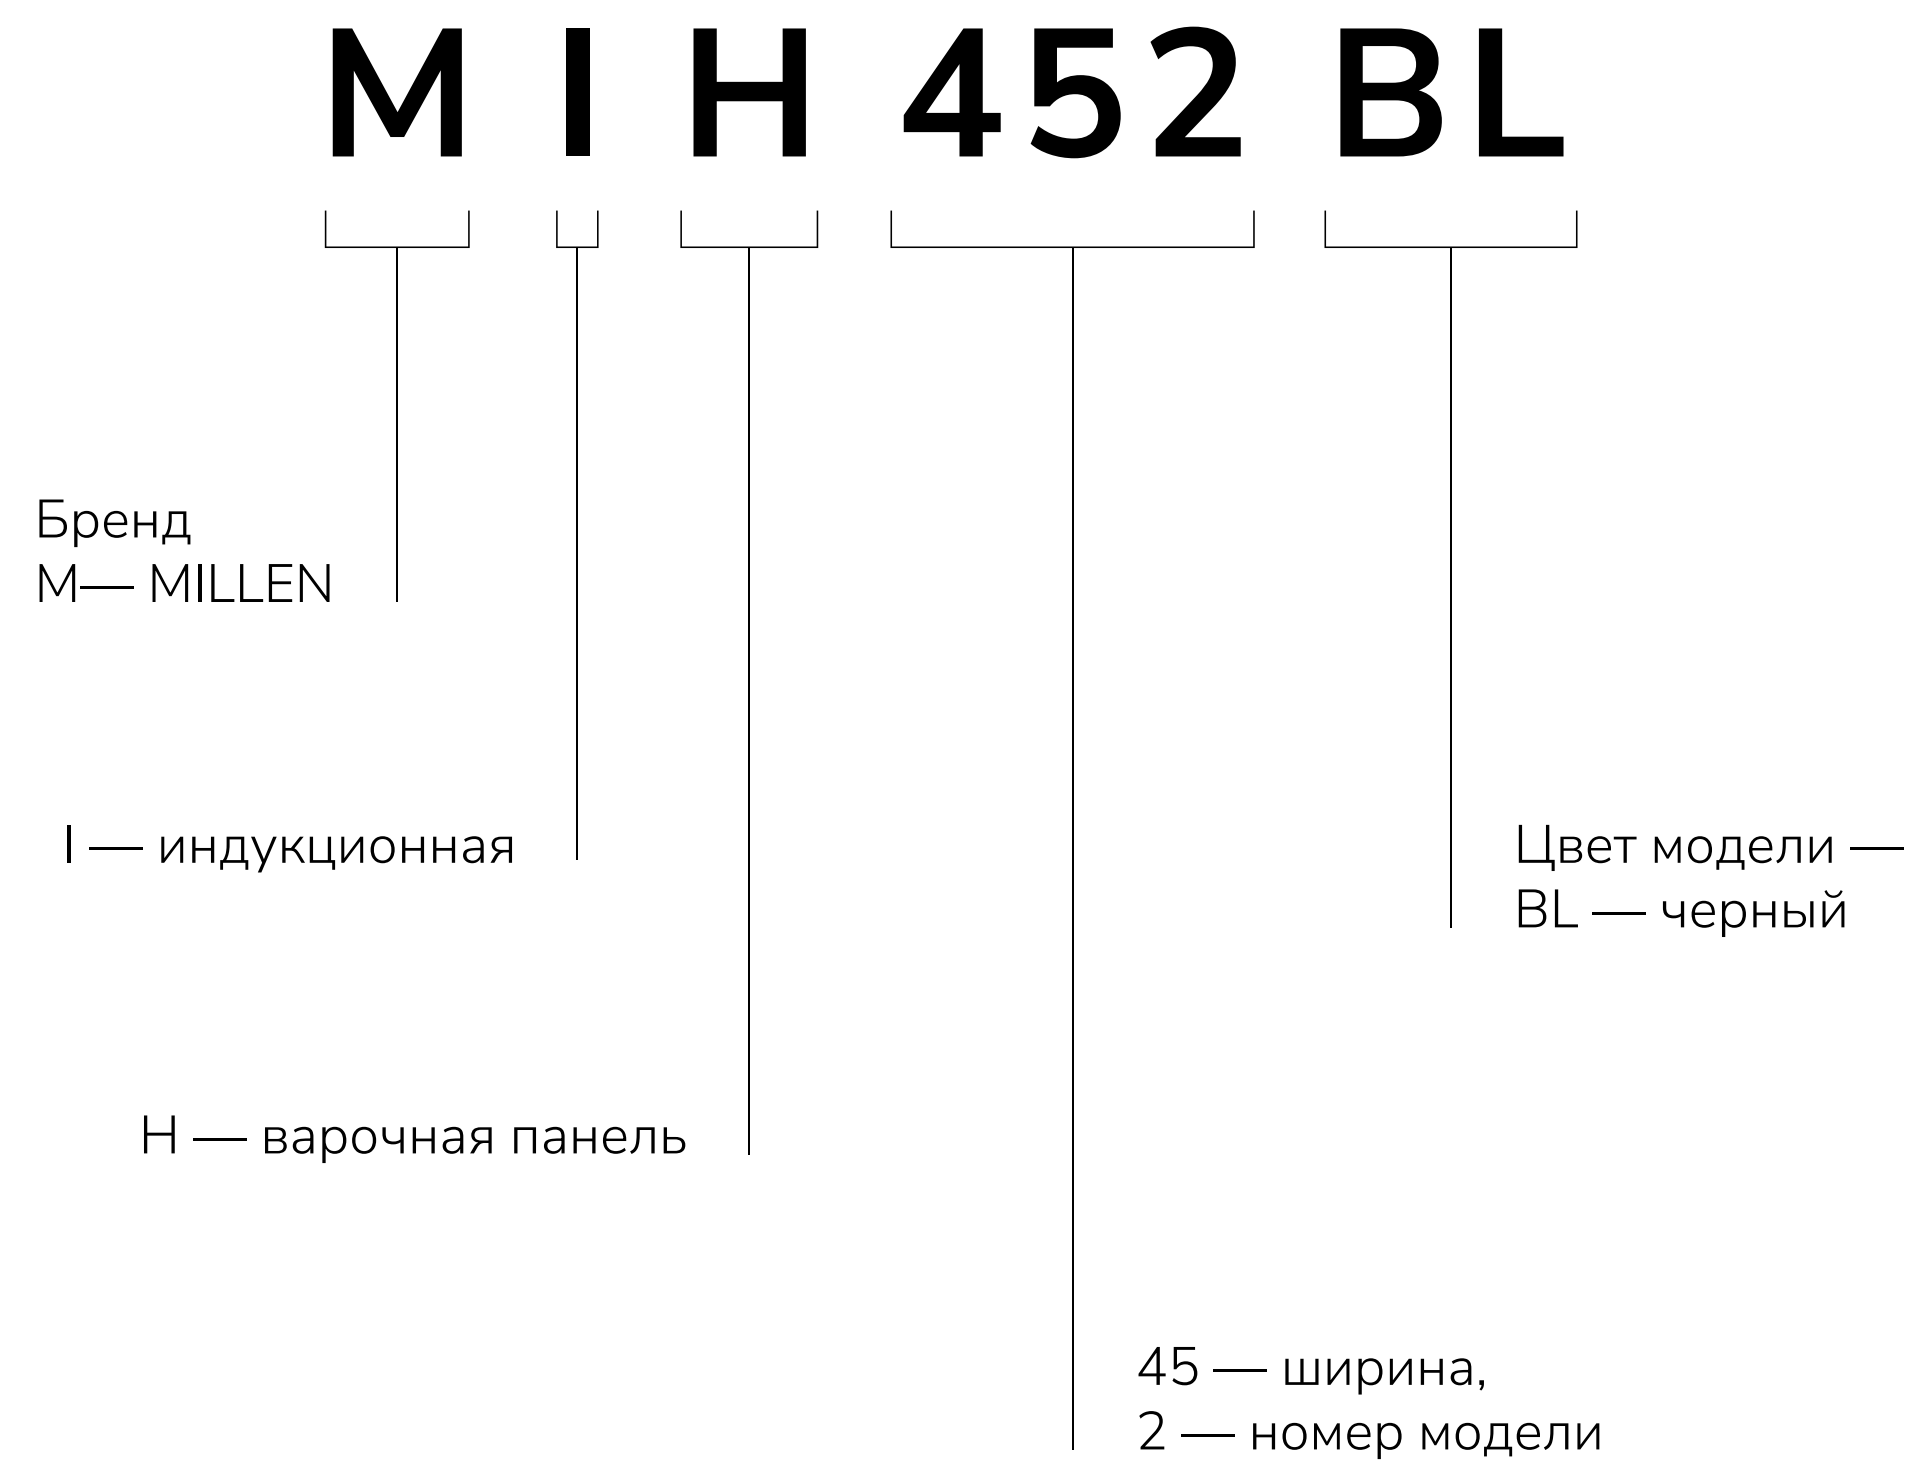 M I H 452 BL
Бренд
M— MILLEN
I — индукционная
Цвет модели —
BL — черный
H — варочная панель
45 — ширина,
2 — номер модели